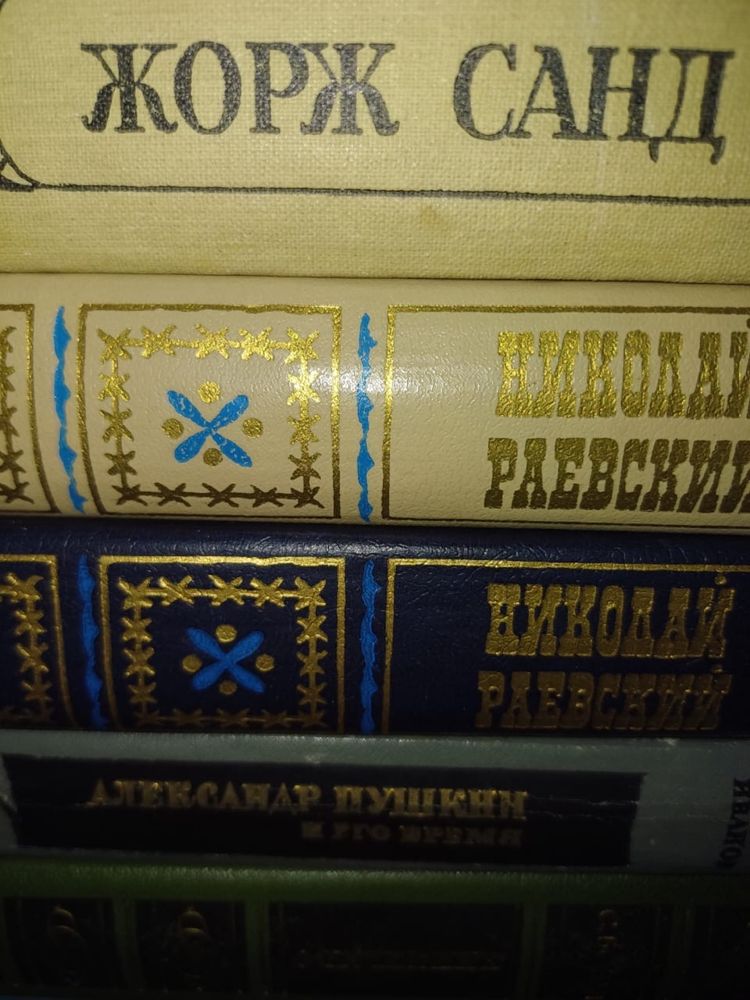 ЖОРЖ САНД
НИКОЛАЙ
РАЕВСКИЙ
НИКОЛАЙ
РАЕВСКИЙ
АЛЕКСАНДР ПУШКИН
И ЕГО ВРЕМЯ